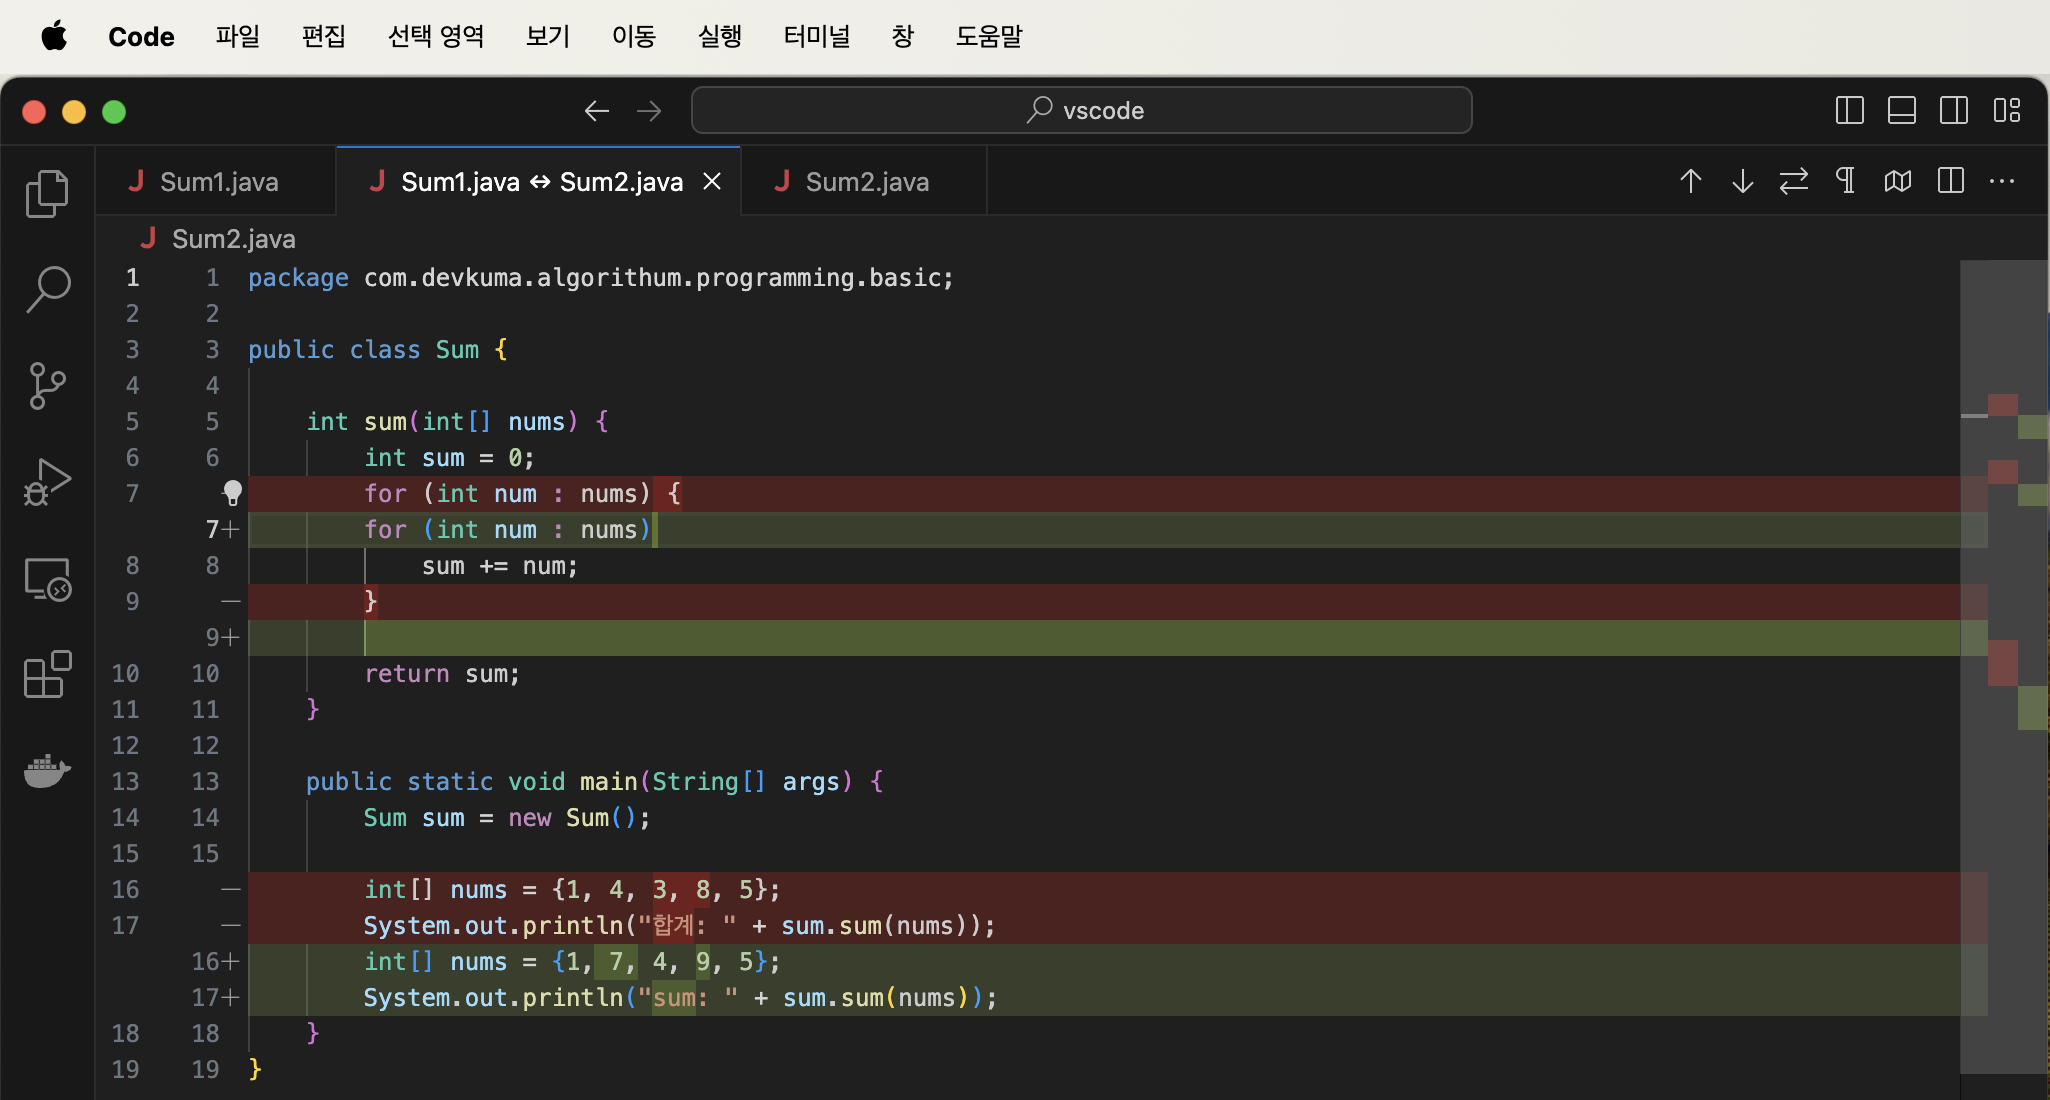 Code 파일 편집 선택 영역 보기 이동 실행 터미널 창 도움말
vscode
Sum1.java Sum1.java ↔ Sum2.java Sum2.java
Sum2.java
1 1 package com.devkuma.algorithum.programming.basic;
2 2
3 3 public class Sum {
4 4
5 5 int sum(int[] nums) {
6 6 int sum = 0;
7 — for (int num : nums) {
7+ for (int num : nums)
8 8 sum += num;
9 — }
9+
10 10 return sum;
11 11 }
12 12
13 13 public static void main(String[] args) {
14 14 Sum sum = new Sum();
15 15
16 — int[] nums = {1, 4, 3, 8, 5};
17 — System.out.println("합계: " + sum.sum(nums));
16+ int[] nums = {1, 7, 4, 9, 5};
17+ System.out.println("sum: " + sum.sum(nums));
18 18 }
19 19 }